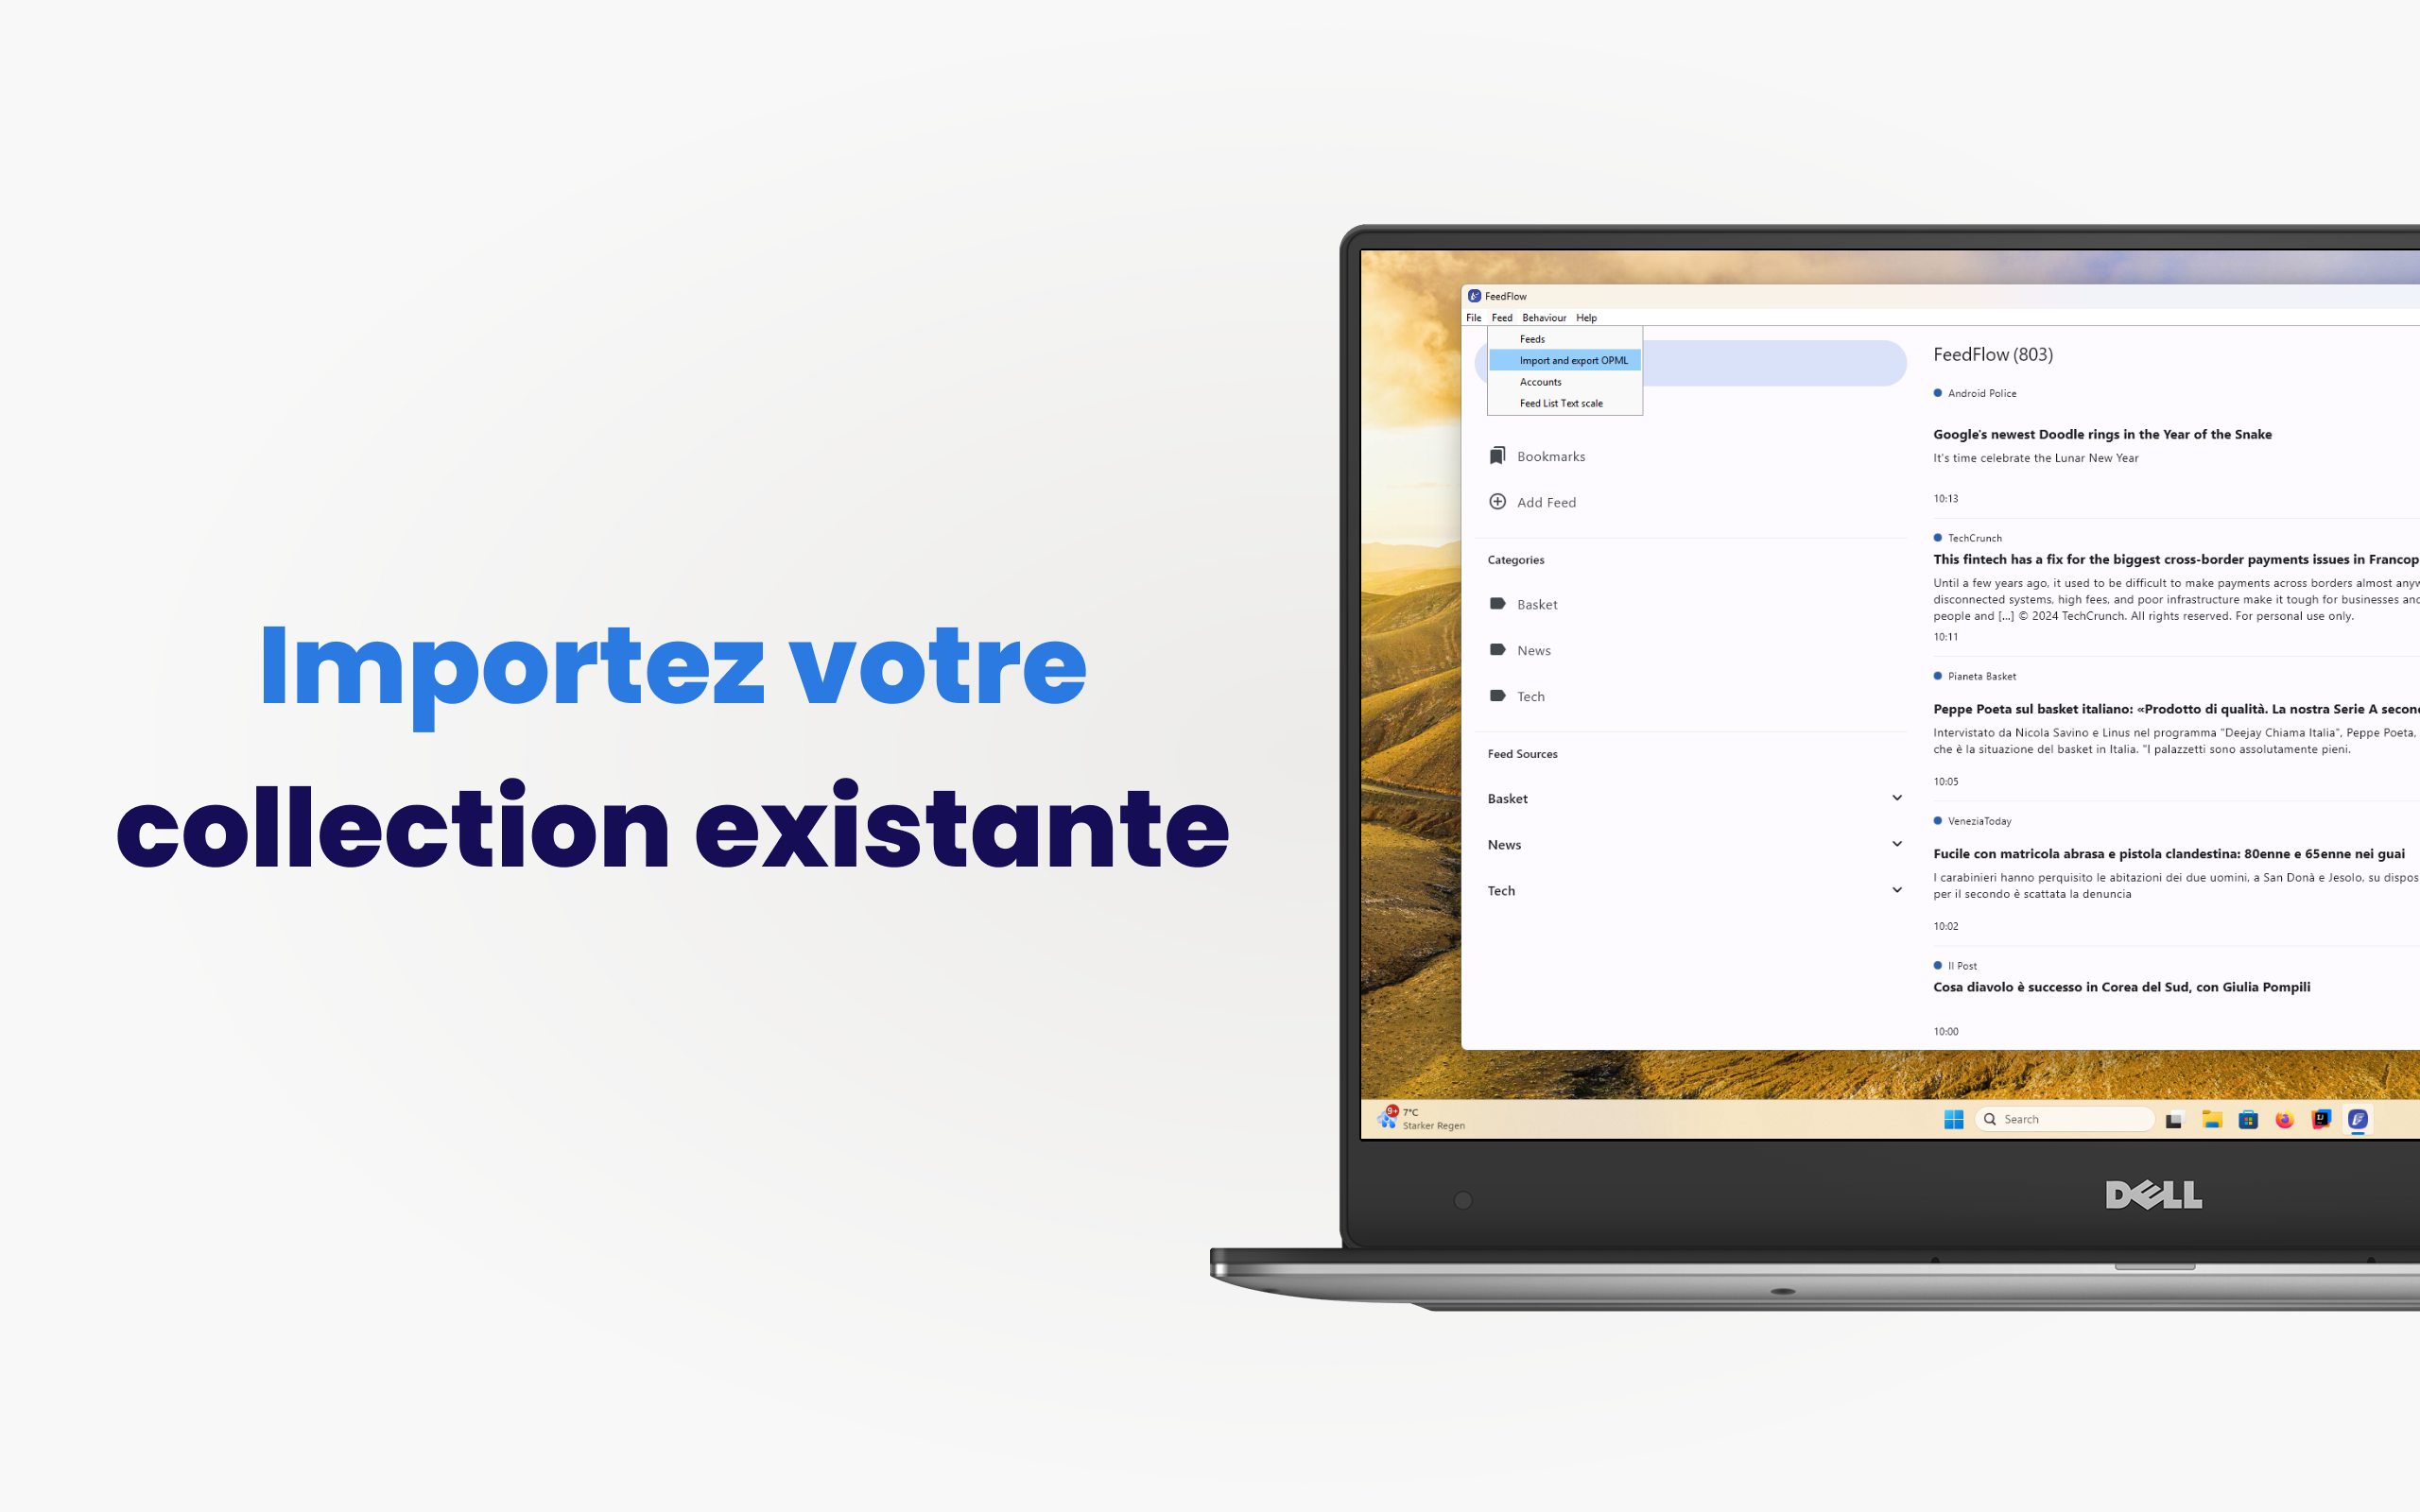 Importez votre
collection existante
FeedFlow
File Feed Behaviour Help
Feeds
Import and export OPML
Accounts
Feed List Text scale
Bookmarks
Add Feed
Categories
Basket
News
Tech
Feed Sources
Basket
News
Tech
FeedFlow (803)
Android Police
Google's newest Doodle rings in the Year of the Snake
It's time celebrate the Lunar New Year
10:13
TechCrunch
This fintech has a fix for the biggest cross-border payments issues in
Until a few years ago, it used to be difficult to make payments across borders almost
disconnected systems, high fees, and poor infrastructure make it tough for businesses
people and [...] © 2024 TechCrunch. All rights reserved. For personal use only.
10:11
Pianeta Basket
Peppe Poeta sul basket italiano: «Prodotto di qualità. La nostra Serie A
Intervistato da Nicola Savino e Linus nel programma "Deejay Chiama Italia", Peppe Poeta,
che è la situazione del basket in Italia. "I palazzetti sono assolutamente pieni.
10:05
VeneziaToday
Fucile con matricola abrasa e pistola clandestina: 80enne e 65enne nei guai
I carabinieri hanno perquisito le abitazioni dei due uomini, a San Donà e Jesolo, su
per il secondo è scattata la denuncia
10:02
Il Post
Cosa diavolo è successo in Corea del Sud, con Giulia Pompili
10:00
9+
7°C
Starker Regen
Search
DELL